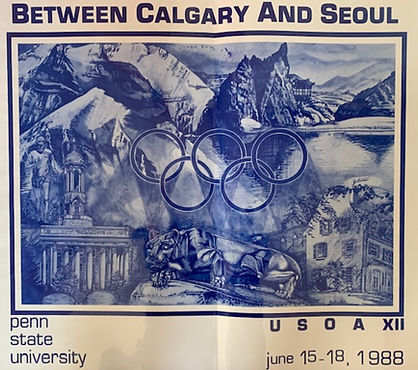 BETWEEN CALGARY AND SEOUL
penn
state
university
U S O A XII
june 15-18, 1988